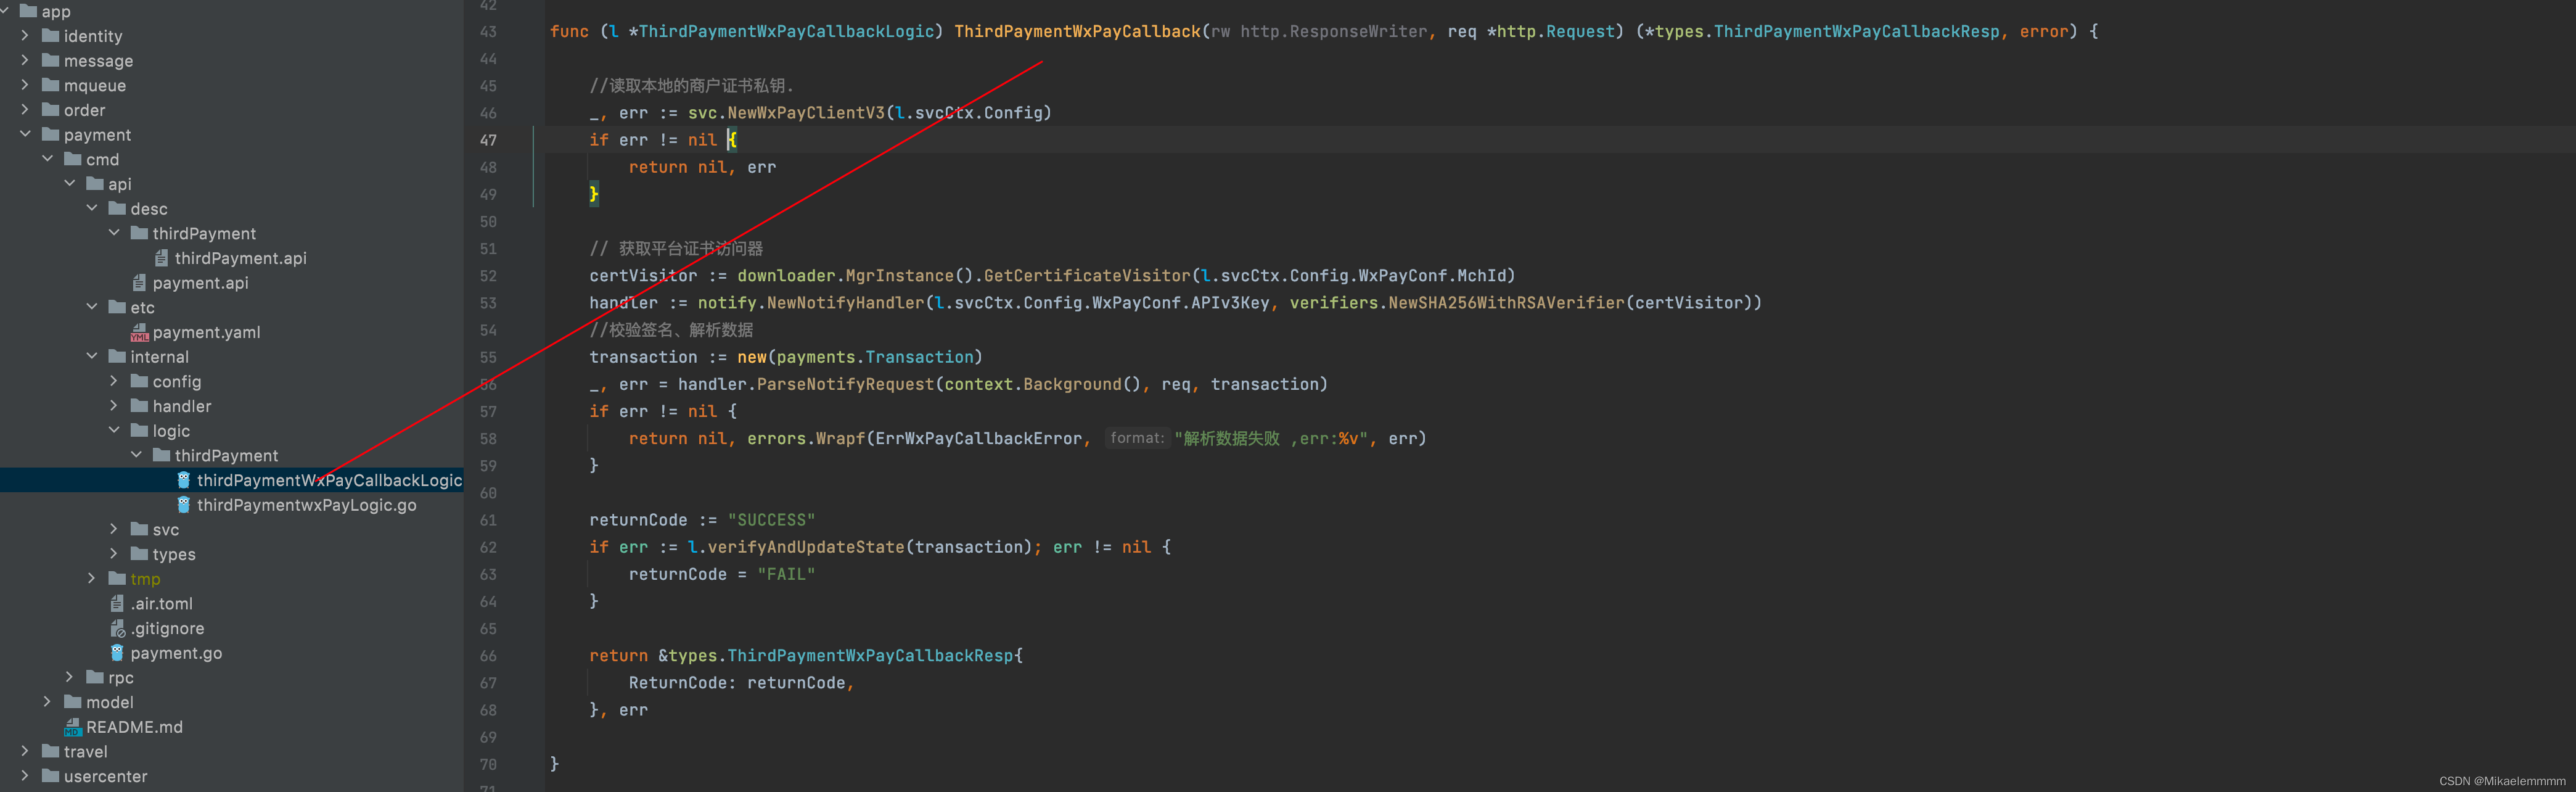 app
identity
message
mqueue
order
payment
cmd
api
desc
thirdPayment
thirdPayment.api
payment.api
etc
payment.yaml
internal
config
handler
logic
thirdPayment
thirdPaymentWxPayCallbackLogic
thirdPaymentwxPayLogic.go
svc
types
tmp
.air.toml
.gitignore
payment.go
rpc
model
README.md
travel
usercenter
42
43 func (l *ThirdPaymentWxPayCallbackLogic) ThirdPaymentWxPayCallback(rw http.ResponseWriter, req *http.Request) (*types.ThirdPaymentWxPayCallbackResp, error) {
44
45 //读取本地的商户证书私钥.
46 _, err := svc.NewWxPayClientV3(l.svcCtx.Config)
47 if err != nil {
48 return nil, err
49 }
50
51 // 获取平台证书访问器
52 certVisitor := downloader.MgrInstance().GetCertificateVisitor(l.svcCtx.Config.WxPayConf.MchId)
53 handler := notify.NewNotifyHandler(l.svcCtx.Config.WxPayConf.APIv3Key, verifiers.NewSHA256WithRSAVerifier(certVisitor))
54 //校验签名、解析数据
55 transaction := new(payments.Transaction)
56 _, err = handler.ParseNotifyRequest(context.Background(), req, transaction)
57 if err != nil {
58 return nil, errors.Wrapf(ErrWxPayCallbackError, format: "解析数据失败 ,err:%v", err)
59 }
60
61 returnCode := "SUCCESS"
62 if err := l.verifyAndUpdateState(transaction); err != nil {
63 returnCode = "FAIL"
64 }
65
66 return &types.ThirdPaymentWxPayCallbackResp{
67 ReturnCode: returnCode,
68 }, err
69
70 }
71
CSDN @Mikaelemmmm